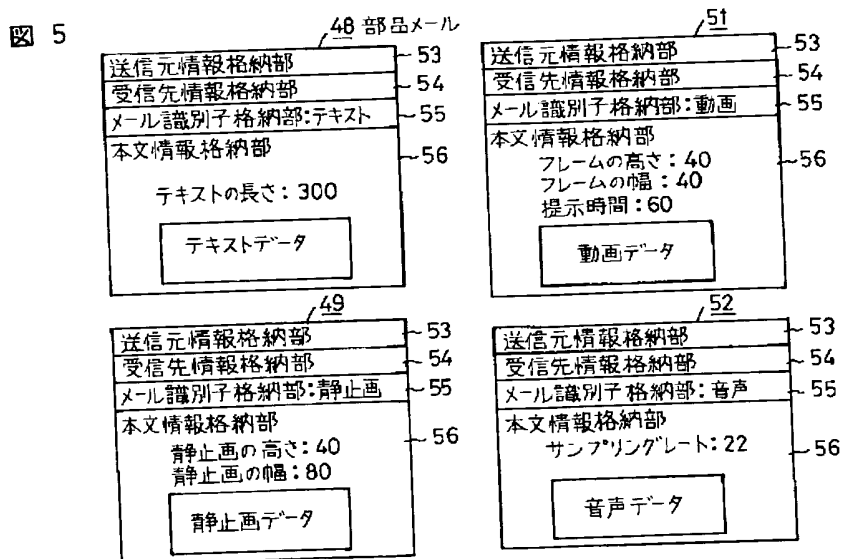 図 5
48 部品メール
送信元情報格納部 53
受信先情報格納部 54
メール識別子格納部:テキスト 55
本文情報格納部 56
テキストの長さ:300
テキストデータ
51
送信元情報格納部 53
受信先情報格納部 54
メール識別子格納部:動画 55
本文情報格納部
フレームの高さ:40 56
フレームの幅:40
提示時間:60
動画データ
49
送信元情報格納部 53
受信先情報格納部 54
メール識別子格納部:静止画 55
本文情報格納部 56
静止画の高さ:40
静止画の幅:80
静止画データ
52
送信元情報格納部 53
受信先情報格納部 54
メール識別子格納部:音声 55
本文情報格納部
サンプリングレート:22 56
音声データ